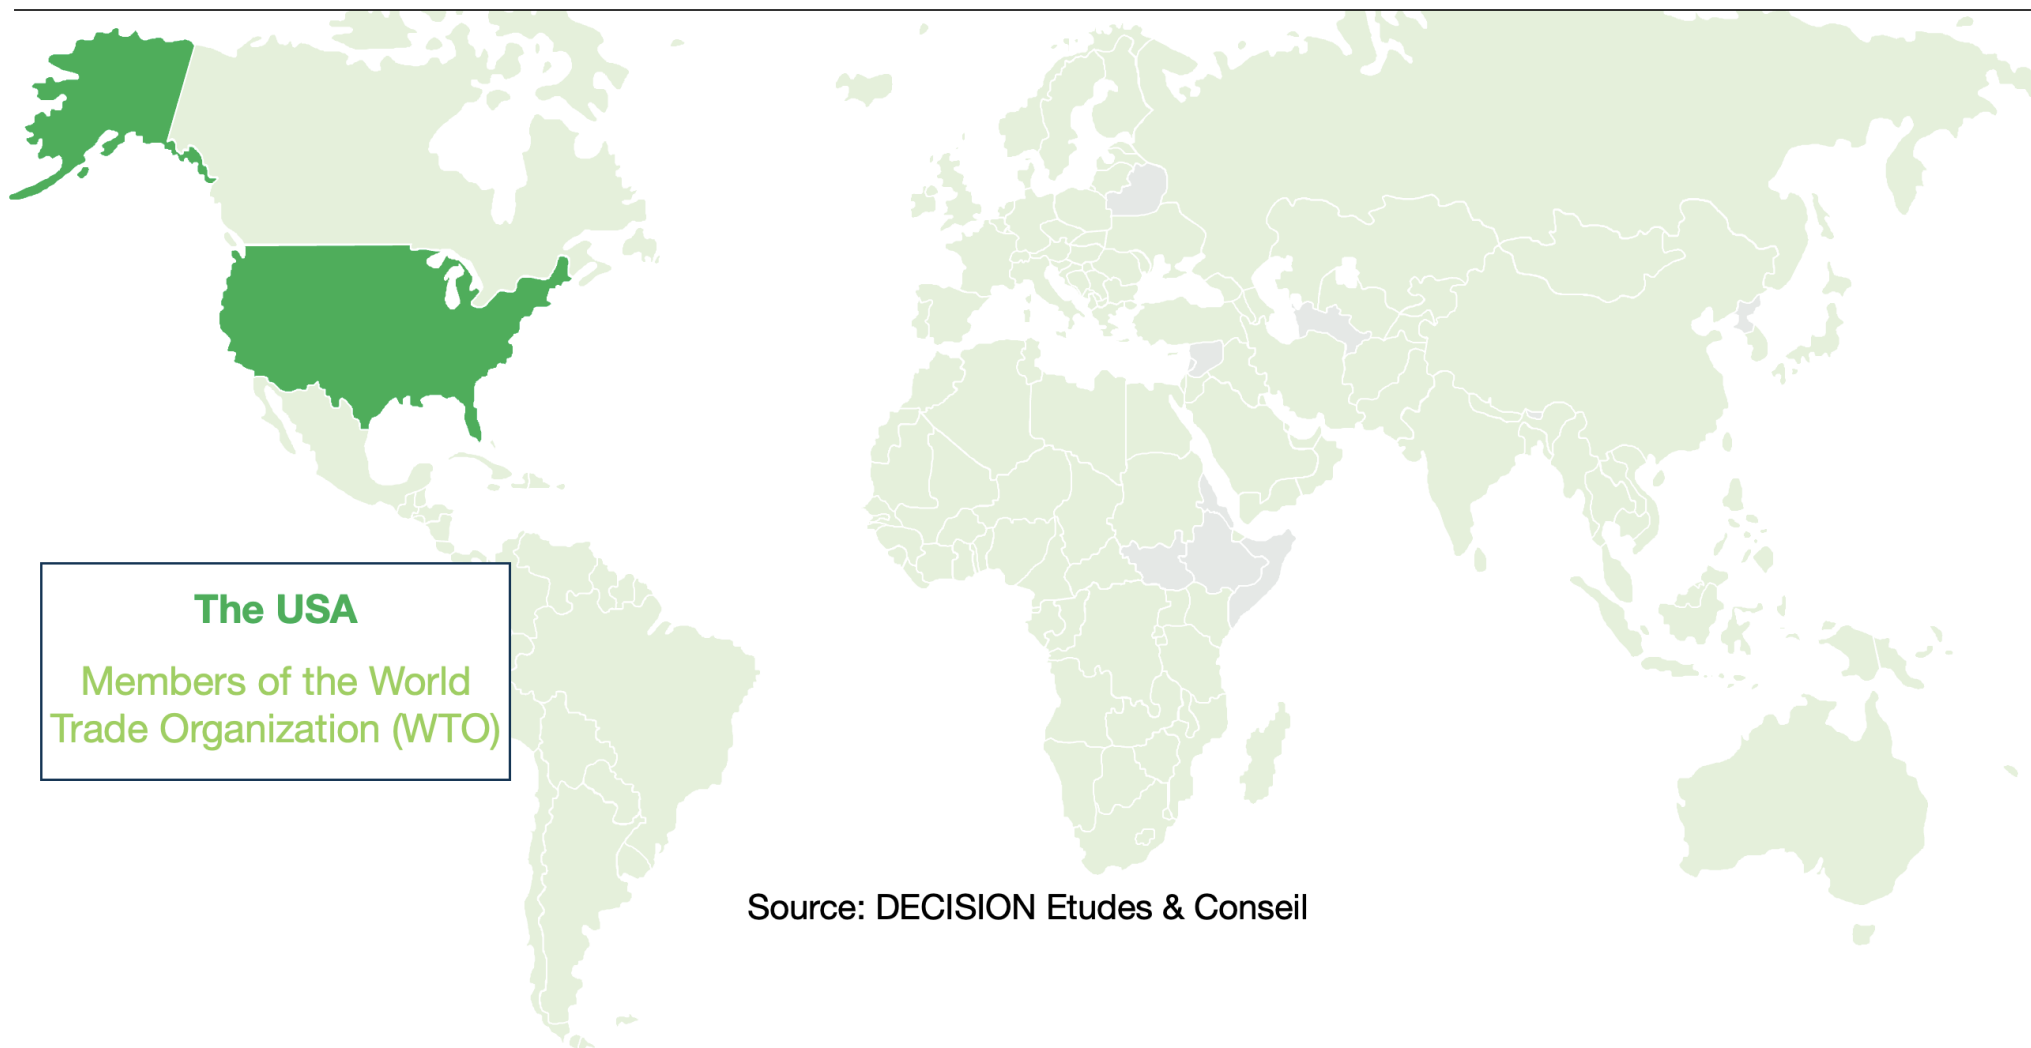 The USA
Members of the World
Trade Organization (WTO)
Source: DECISION Etudes & Conseil